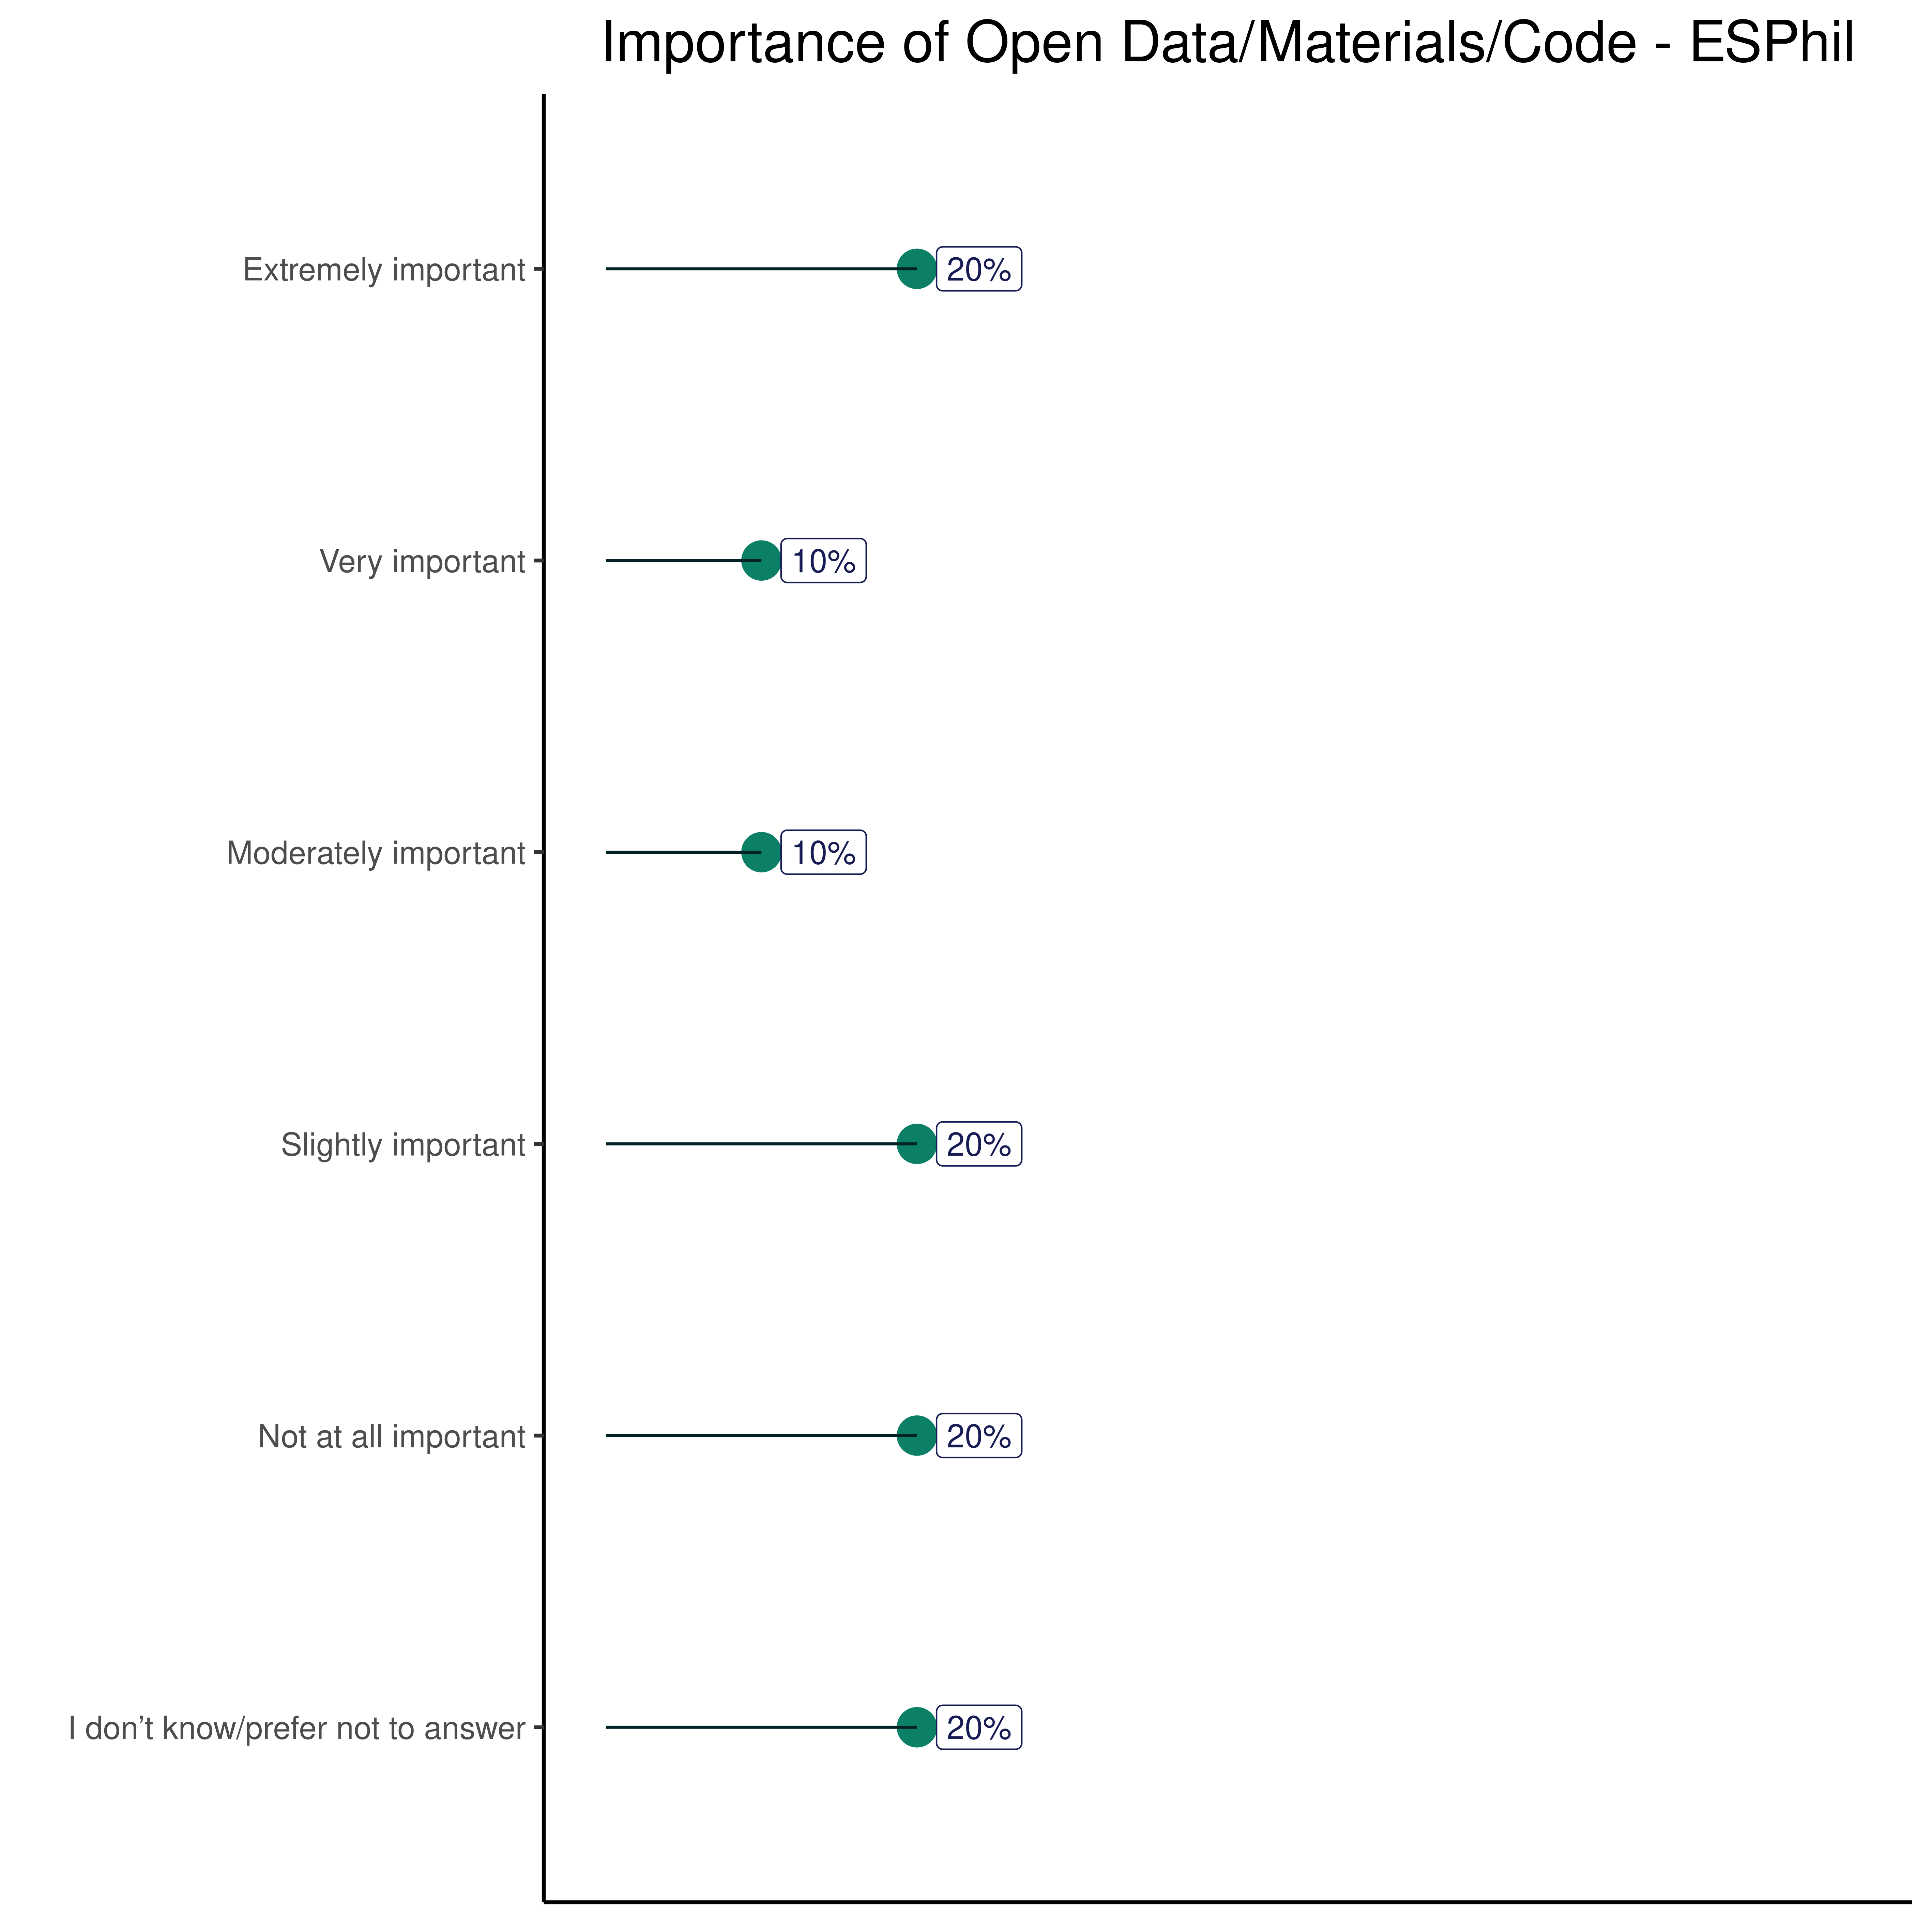 Importance of Open Data/Materials/Code - ESPhil
Extremely important
20%
Very important
10%
Moderately important
10%
Slightly important
20%
Not at all important
20%
I don’t know/prefer not to answer
20%